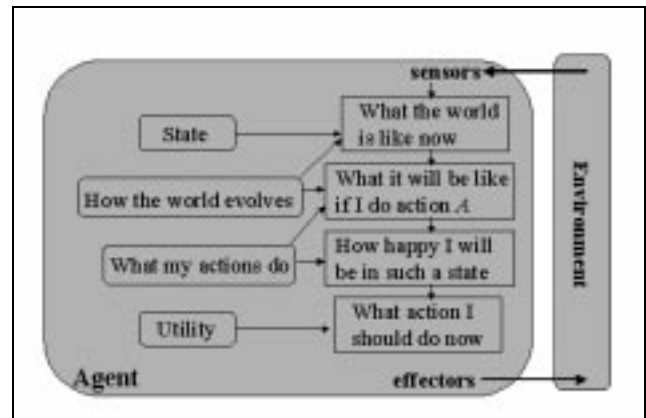 sensors
What the world
is like now
State
What it will be like
if I do action A
How the world evolves
How happy I will
be in such a state
What my actions do
What action I
should do now
Utility
Agent
effectors
Environment